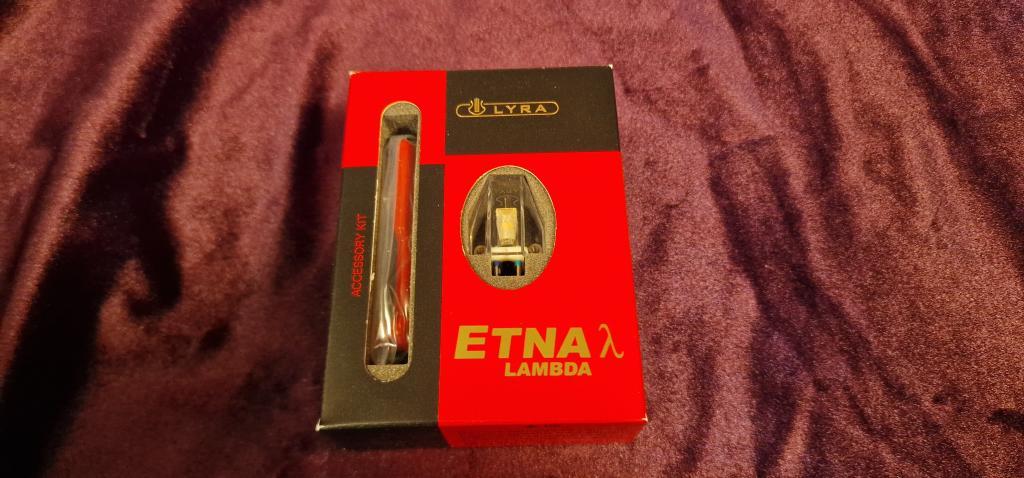 LYRA
ACCESSORY KIT
ETNA λ
LAMBDA